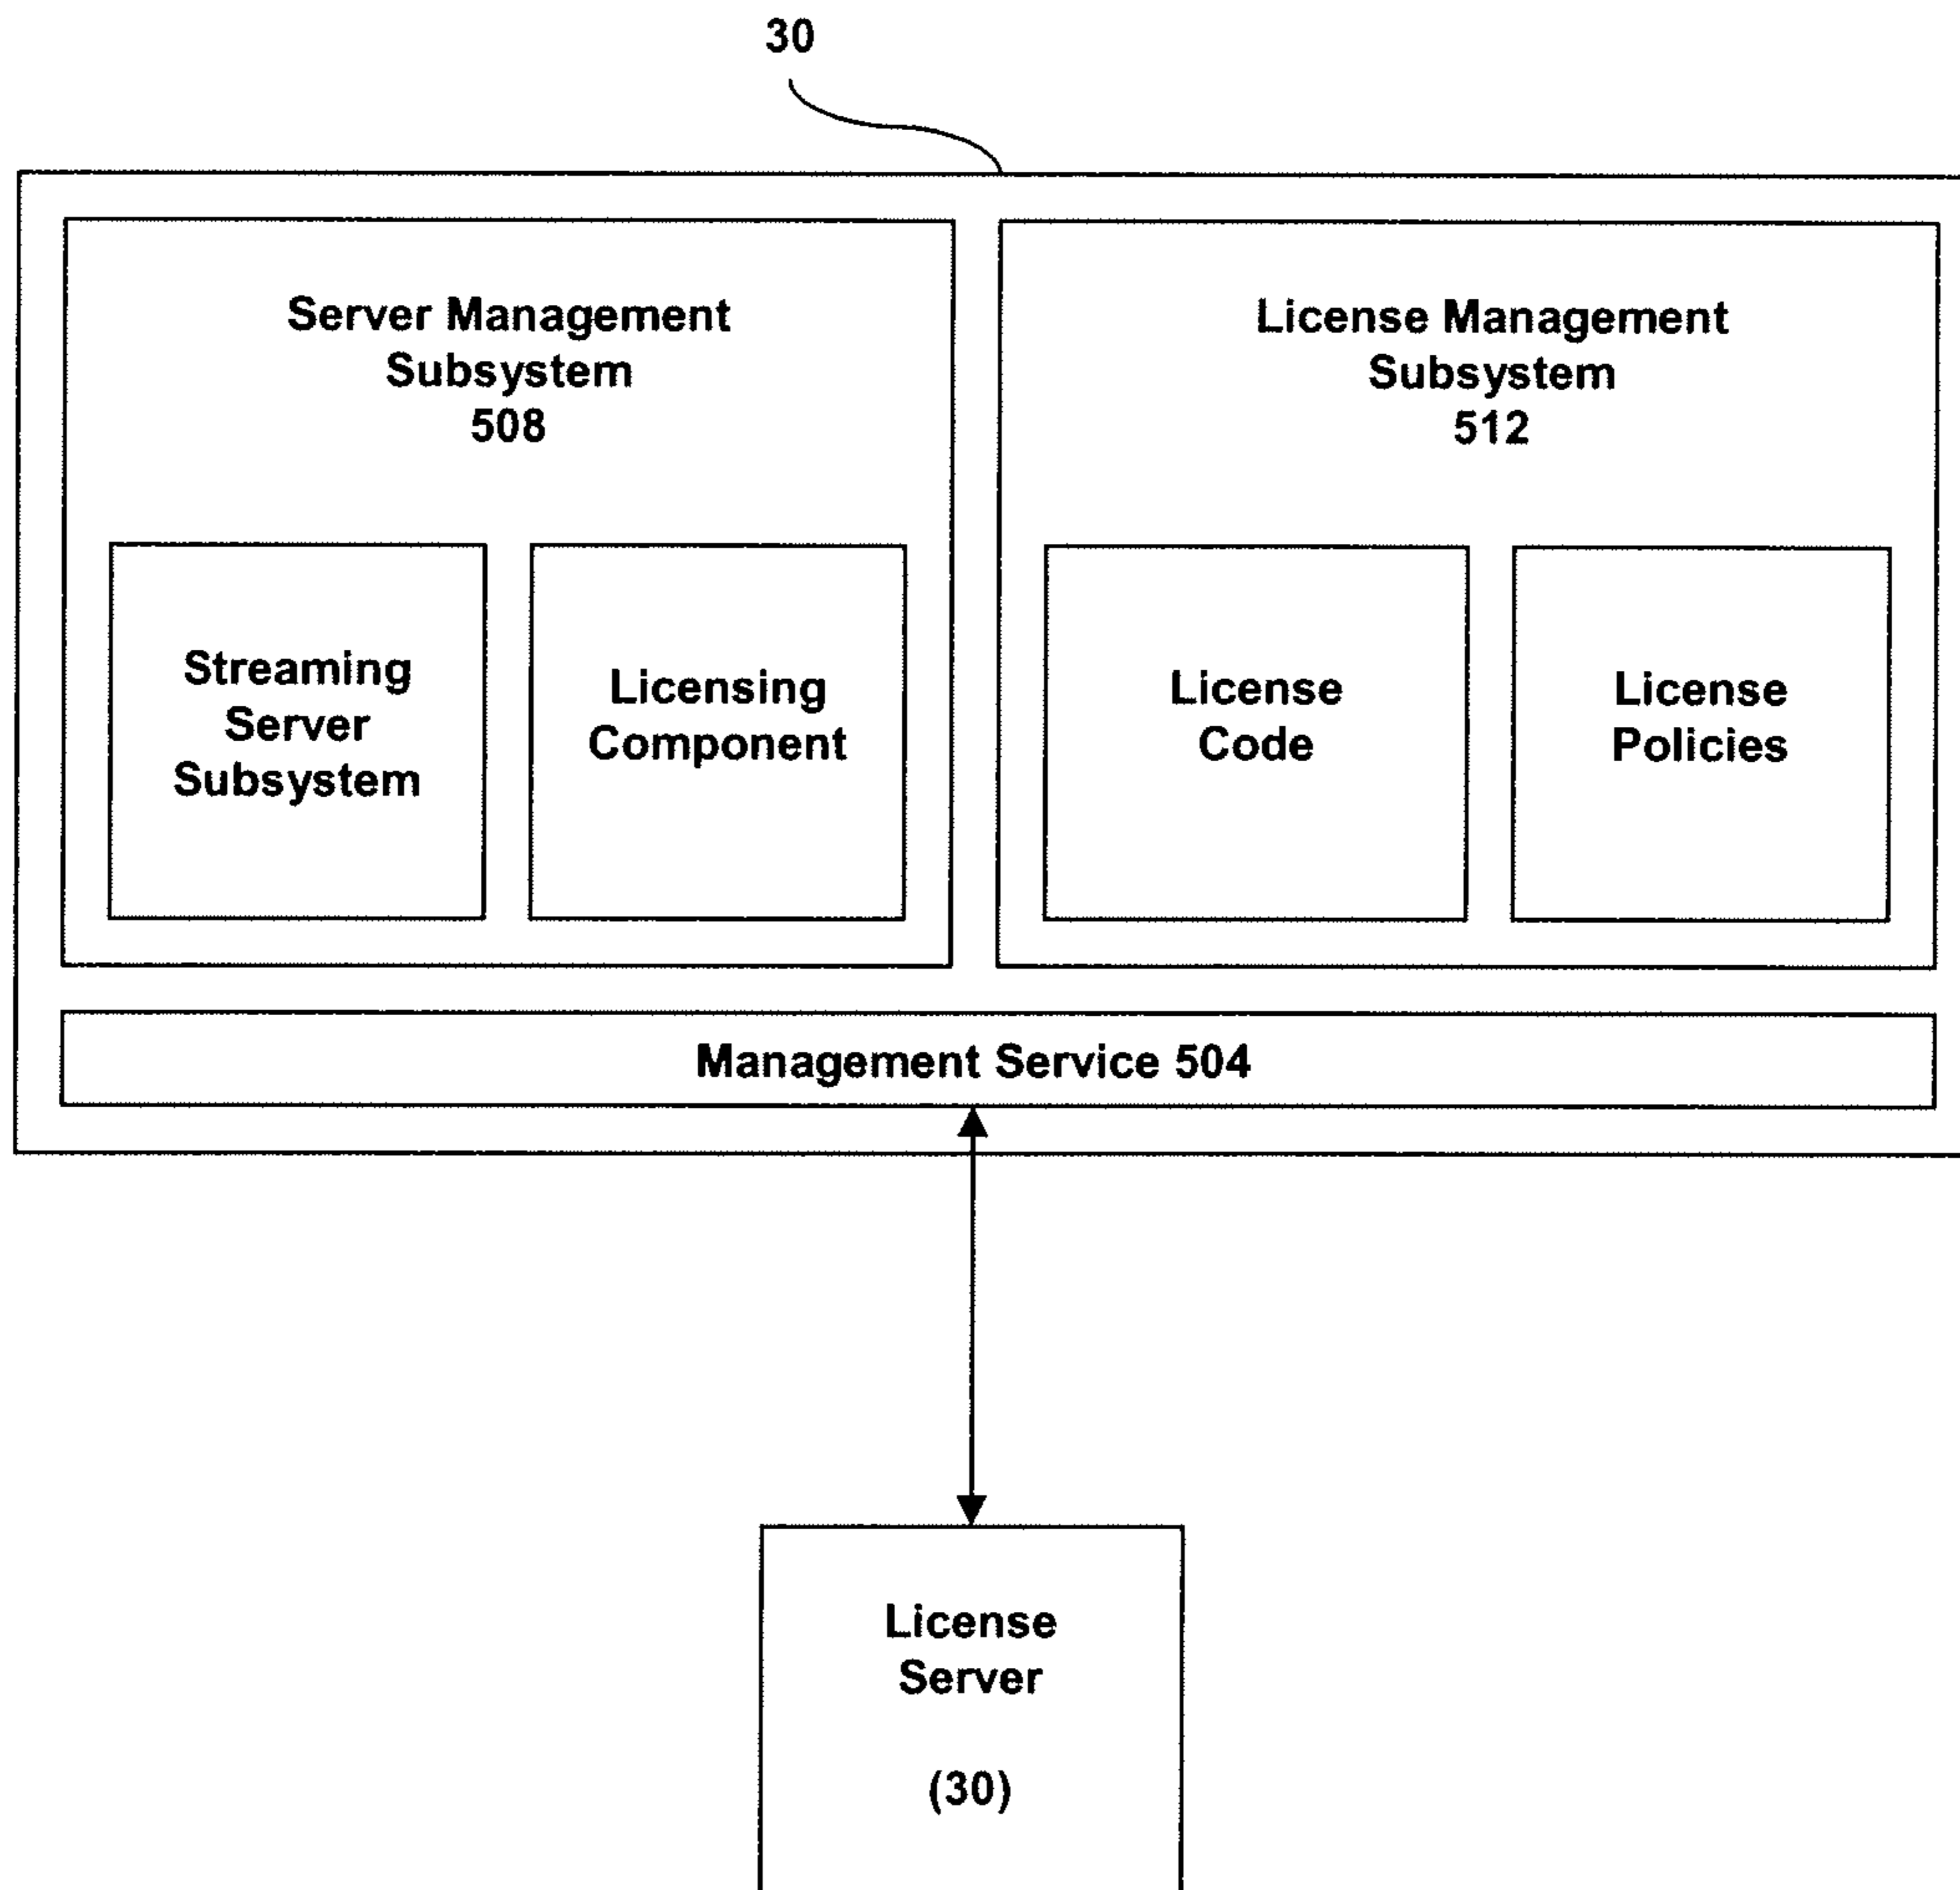 30
Server Management
Subsystem
508
License Management
Subsystem
512
Streaming
Server
Subsystem
Licensing
Component
License
Code
License
Policies
Management Service 504
License
Server
(30)